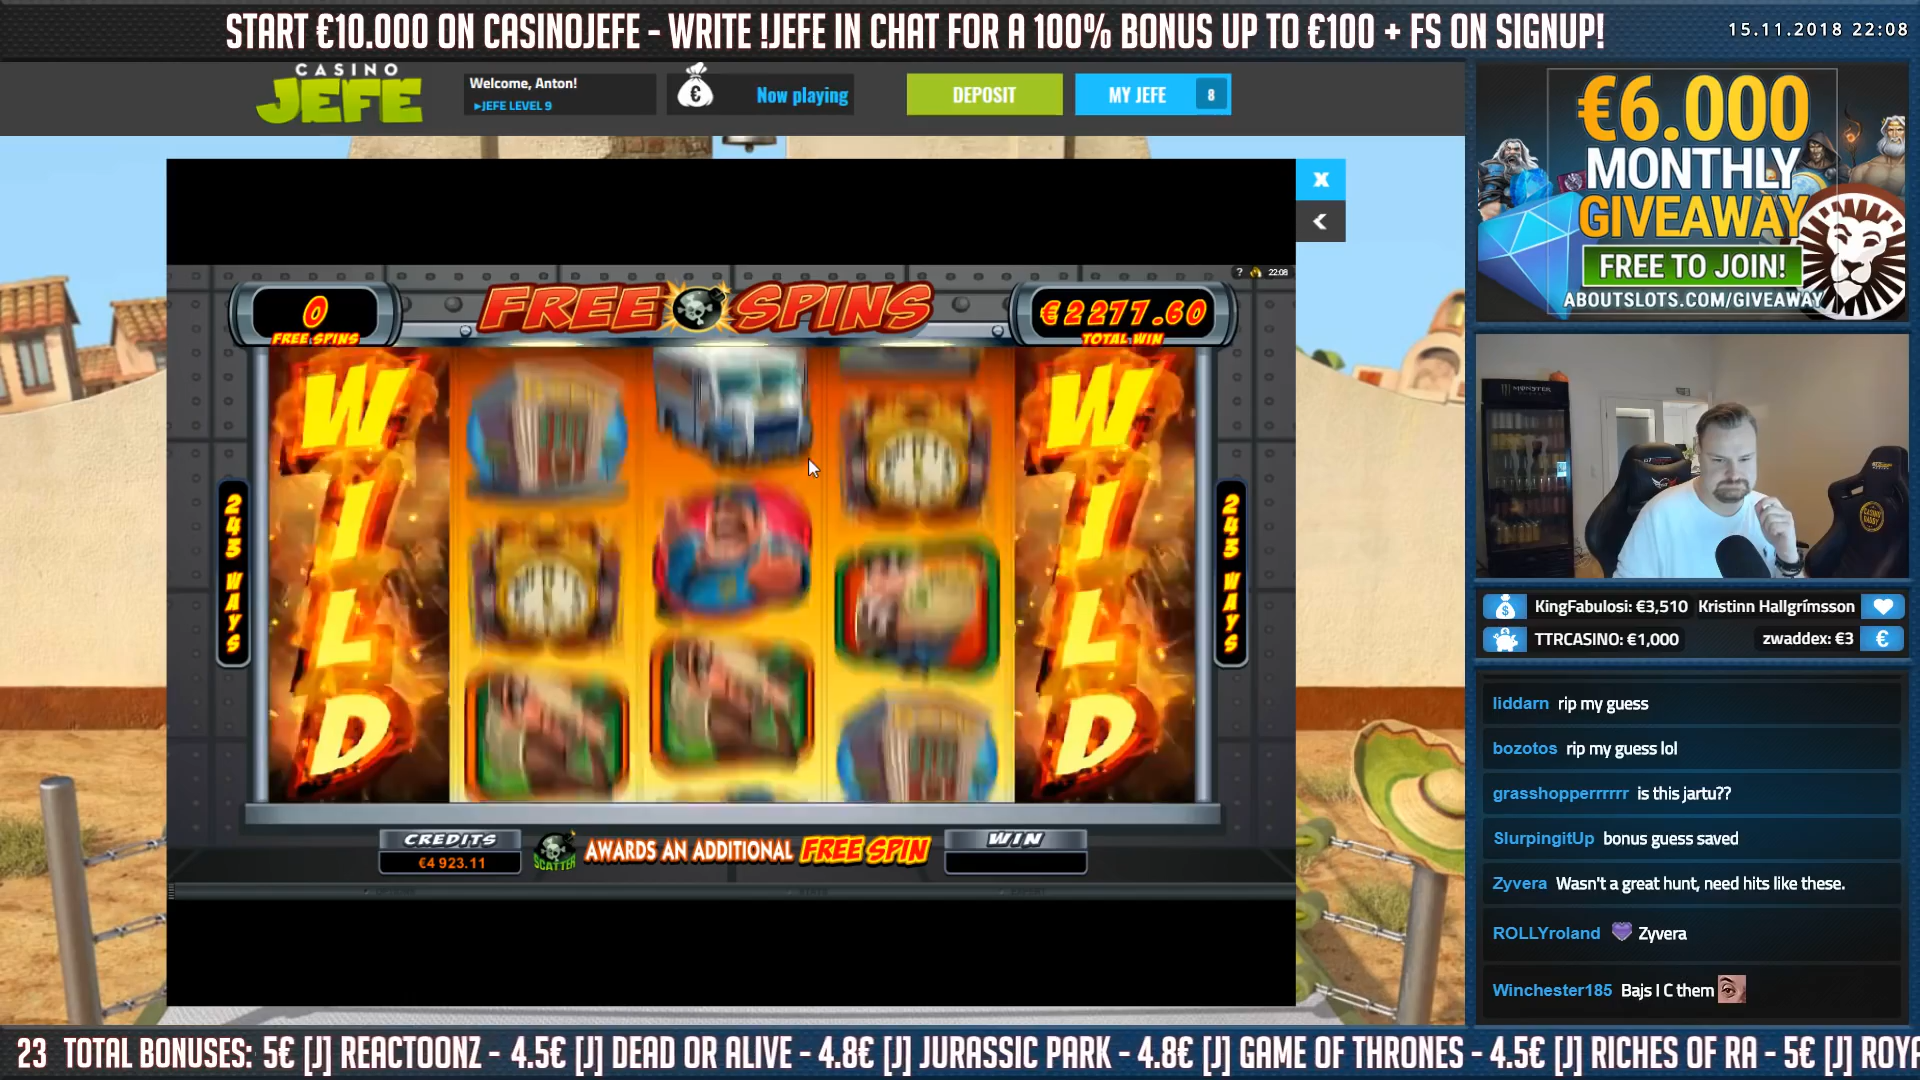 START €10.000 ON CASINOJEFE - WRITE !JEFE IN CHAT FOR A 100% BONUS UP TO €100 + FS ON SIGNUP!
15.11.2018 22:08
CASINO
JEFE
Welcome, Anton!
▸JEFE LEVEL 9
€
Now playing
DEPOSIT
MY JEFE 8
X
<
? 22:08
0
FREE SPINS
FREE SPINS
€2277.60
TOTAL WIN
WILD
WILD
243 WAYS
243 WAYS
CREDITS
€4 923.11
SCATTER
AWARDS AN ADDITIONAL FREE SPIN
WIN
€6.000
MONTHLY
GIVEAWAY
FREE TO JOIN!
ABOUTSLOTS.COM/GIVEAWAY
MONSTER
KingFabulosi: €3,510 Kristinn Hallgrímsson
TTRCASINO: €1,000 zwaddex: €3 €
liddarn rip my guess
bozotos rip my guess lol
grasshopperrrrrr is this jartu??
SlurpingitUp bonus guess saved
Zyvera Wasn't a great hunt, need hits like these.
ROLLYroland Zyvera
Winchester185 Bajs I C them
23 TOTAL BONUSES: 5€ [J] REACTOONZ - 4.5€ [J] DEAD OR ALIVE - 4.8€ [J] JURASSIC PARK - 4.8€ [J] GAME OF THRONES - 4.5€ [J] RICHES OF RA - 5€ [J] ROYA